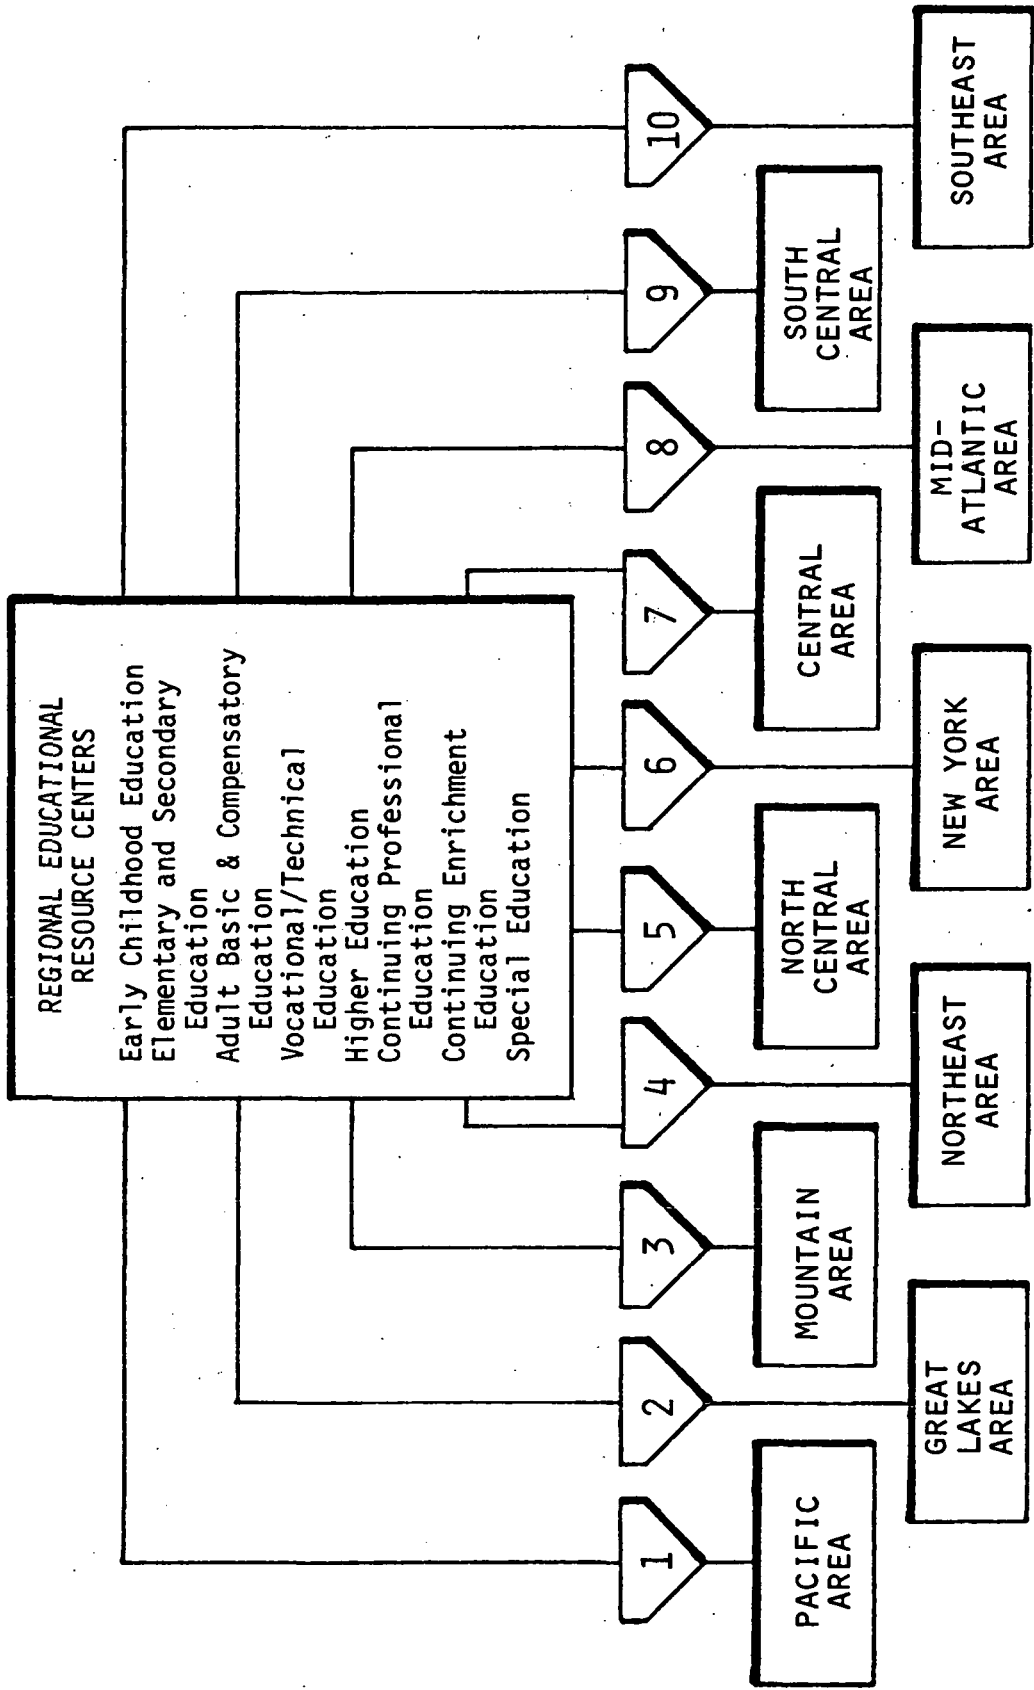 REGIONAL EDUCATIONAL
RESOURCE CENTERS
Early Childhood Education
Elementary and Secondary
Education
Adult Basic & Compensatory
Education
Vocational/Technical
Education
Higher Education
Continuing Professional
Education
Continuing Enrichment
Education
Special Education
1
2
3
4
5
6
7
8
9
10
PACIFIC
AREA
GREAT
LAKES
AREA
MOUNTAIN
AREA
NORTHEAST
AREA
NORTH
CENTRAL
AREA
NEW YORK
AREA
CENTRAL
AREA
MID-
ATLANTIC
AREA
SOUTH
CENTRAL
AREA
SOUTHEAST
AREA